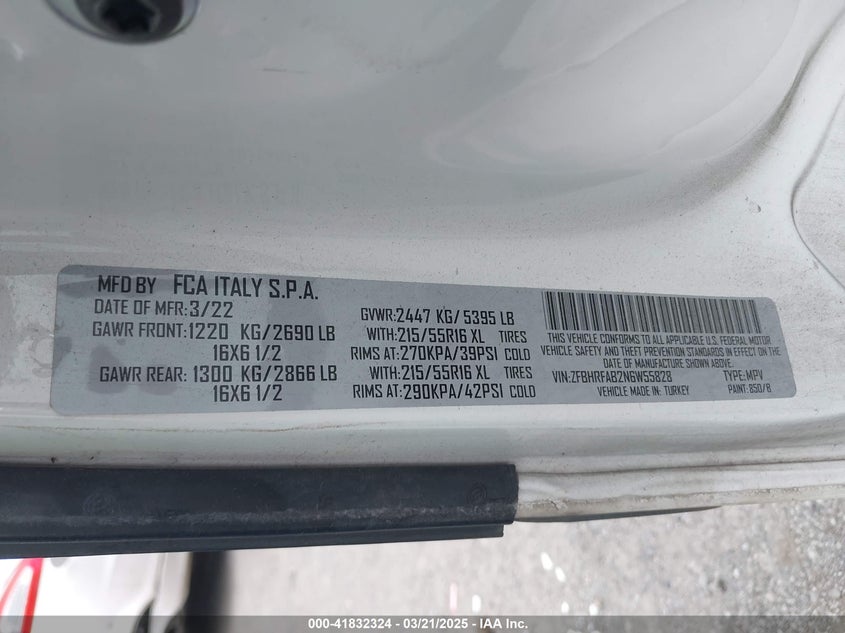 MFD BY FCA ITALY S.P.A.
DATE OF MFR: 3/22
GAWR FRONT: 1220 KG/ 2690 LB
16X6 1/2
GAWR REAR: 1300 KG/ 2866 LB
16X6 1/2
GVWR: 2447 KG/ 5395 LB
WITH: 215/55R16 XL TIRES
RIMS AT: 270KPA/39PSI COLD
WITH: 215/55R16 XL TIRES
RIMS AT: 290KPA/42PSI COLD
THIS VEHICLE CONFORMS TO ALL APPLICABLE U.S. FEDERAL MOTOR
VEHICLE SAFETY AND THEFT PREVENTION STANDARDS IN EFFECT ON THE
DATE OF MANUFACTURE SHOWN ABOVE.
VIN: ZFBHRFAB2N6W55828 TYPE: MPV
VEHICLE MADE IN: TURKEY PAINT: 850/B
000-41832324 - 03/21/2025 - IAAI - Copart, Inc.